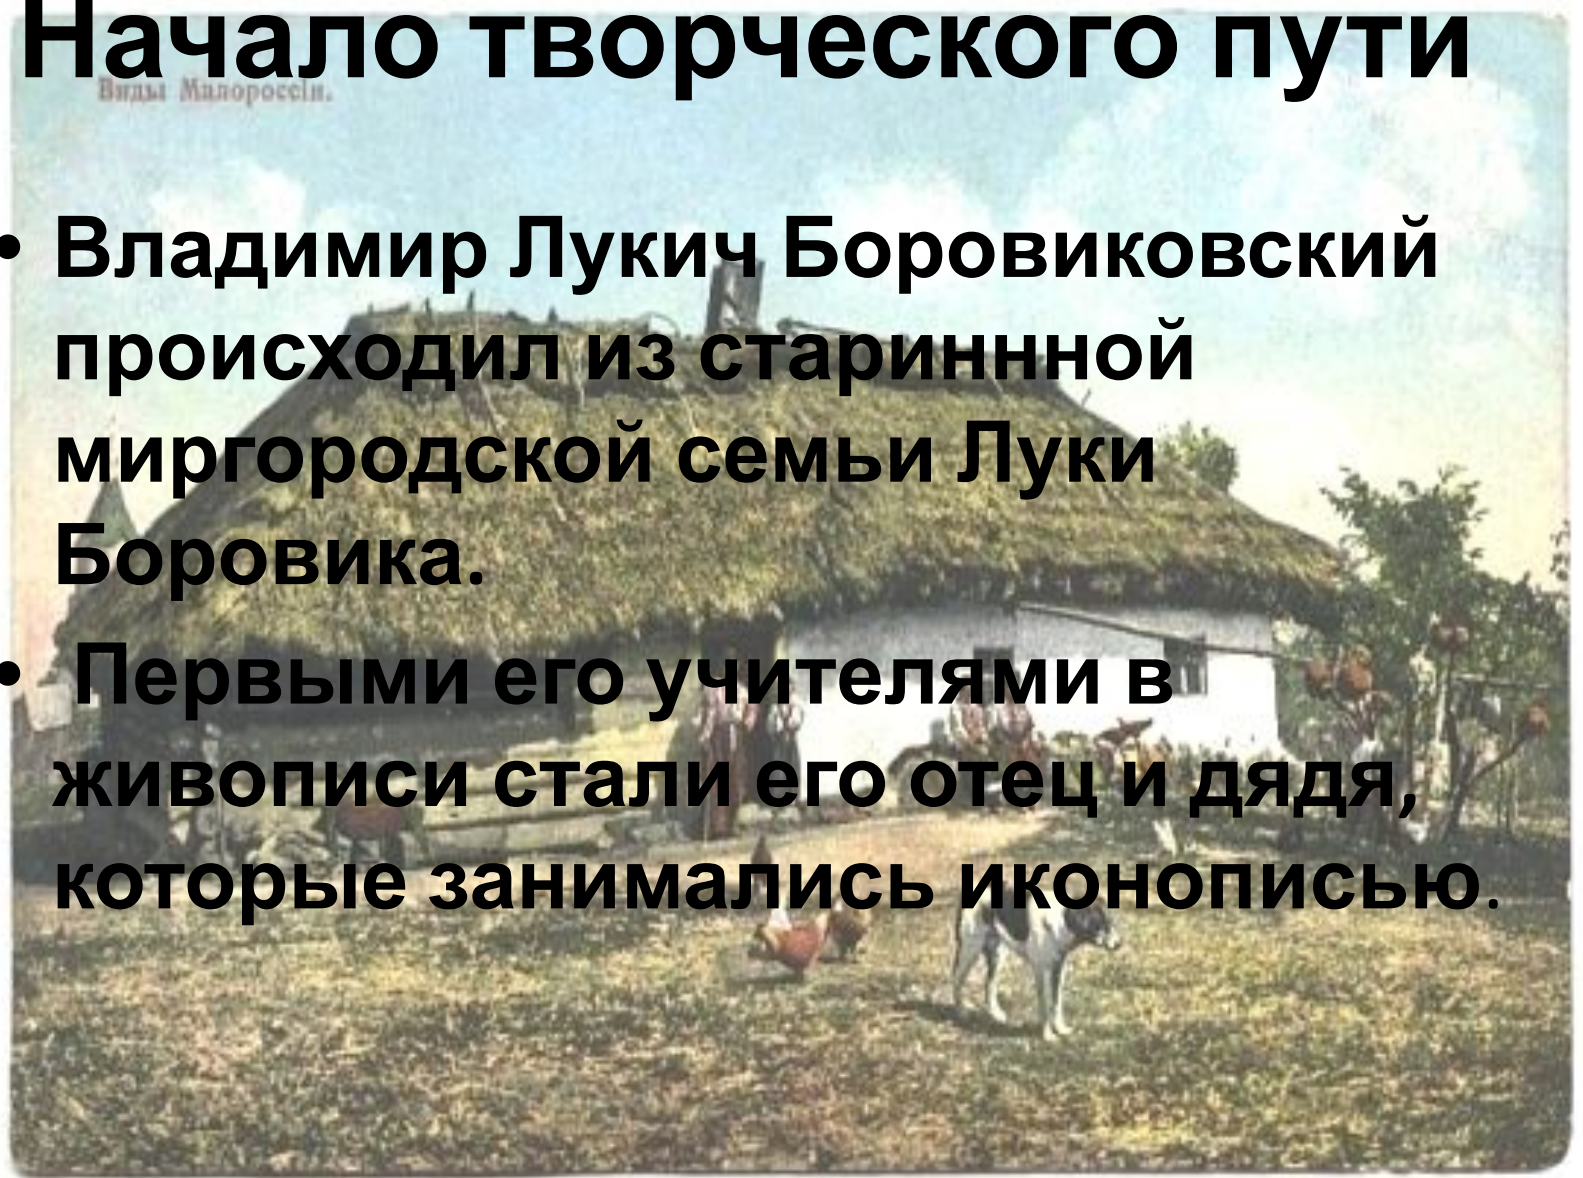 Начало творческого пути
Виды Малороссіи.
• Владимир Лукич Боровиковский
происходил из стариннной
миргородской семьи Луки
Боровика.
• Первыми его учителями в
живописи стали его отец и дядя,
которые занимались иконописью.